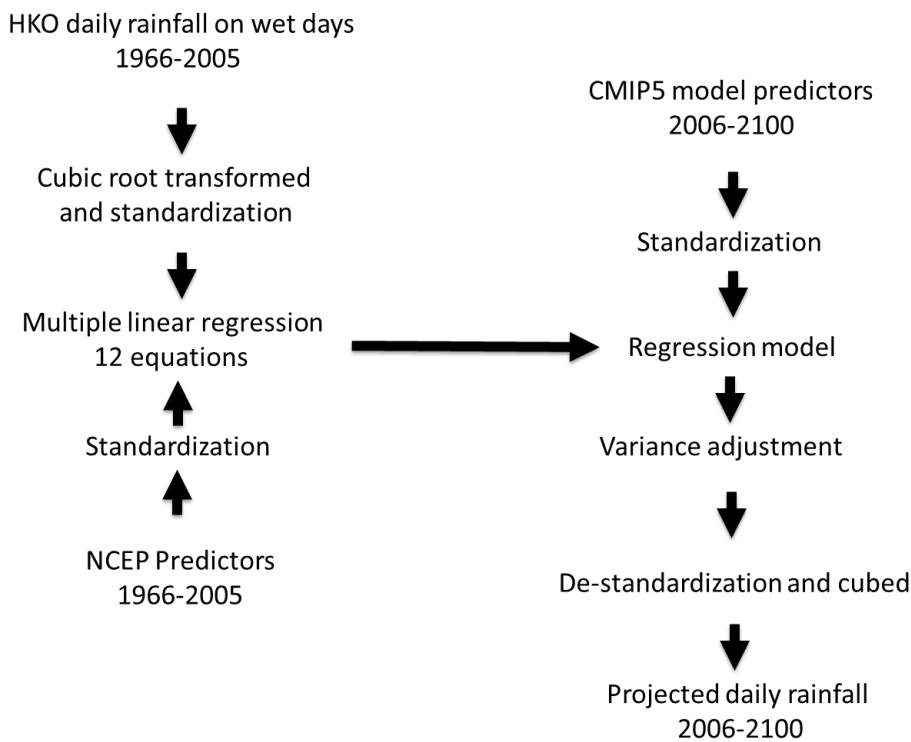 HKO daily rainfall on wet days
1966-2005
Cubic root transformed
and standardization
Multiple linear regression
12 equations
Standardization
NCEP Predictors
1966-2005
CMIP5 model predictors
2006-2100
Standardization
Regression model
Variance adjustment
De-standardization and cubed
Projected daily rainfall
2006-2100